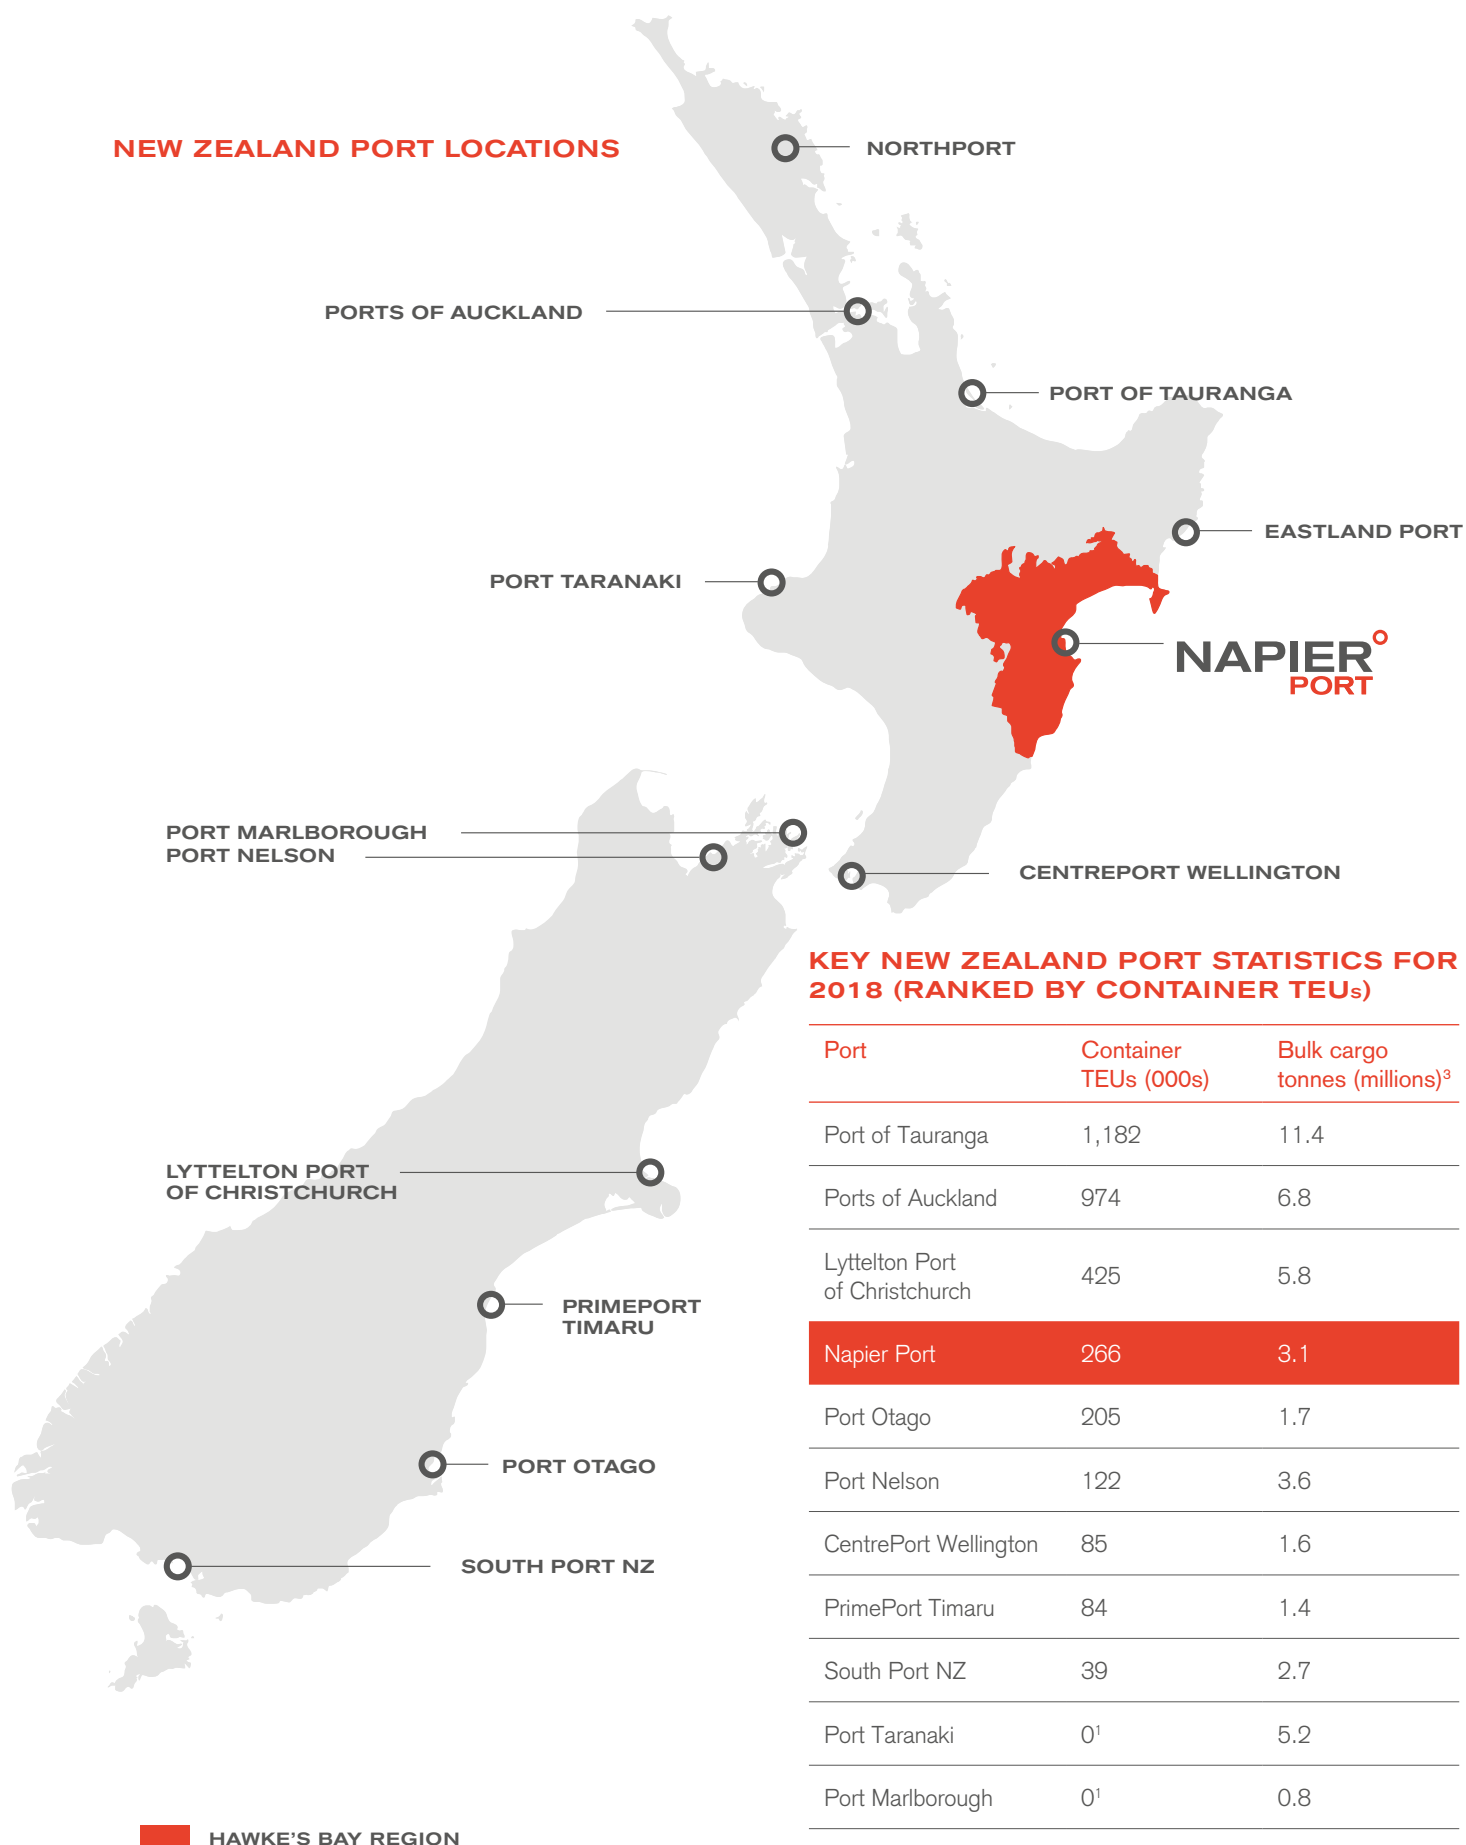 NEW ZEALAND PORT LOCATIONS
NORTHPORT
PORTS OF AUCKLAND
PORT OF TAURANGA
EASTLAND PORT
PORT TARANAKI
NAPIER
PORT
PORT MARLBOROUGH
PORT NELSON
CENTREPORT WELLINGTON
LYTTELTON PORT
OF CHRISTCHURCH
PRIMEPORT
TIMARU
PORT OTAGO
SOUTH PORT NZ
HAWKE'S BAY REGION
KEY NEW ZEALAND PORT STATISTICS FOR
2018 (RANKED BY CONTAINER TEUs)
Port Container Bulk cargo
TEUs (000s) tonnes (millions)³
Port of Tauranga 1,182 11.4
Ports of Auckland 974 6.8
Lyttelton Port
of Christchurch 425 5.8
Napier Port 266 3.1
Port Otago 205 1.7
Port Nelson 122 3.6
CentrePort Wellington 85 1.6
PrimePort Timaru 84 1.4
South Port NZ 39 2.7
Port Taranaki 0¹ 5.2
Port Marlborough 0¹ 0.8